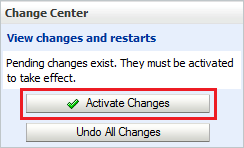 Change Center
View changes and restarts
Pending changes exist. They must be activated
to take effect.
Activate Changes
Undo All Changes